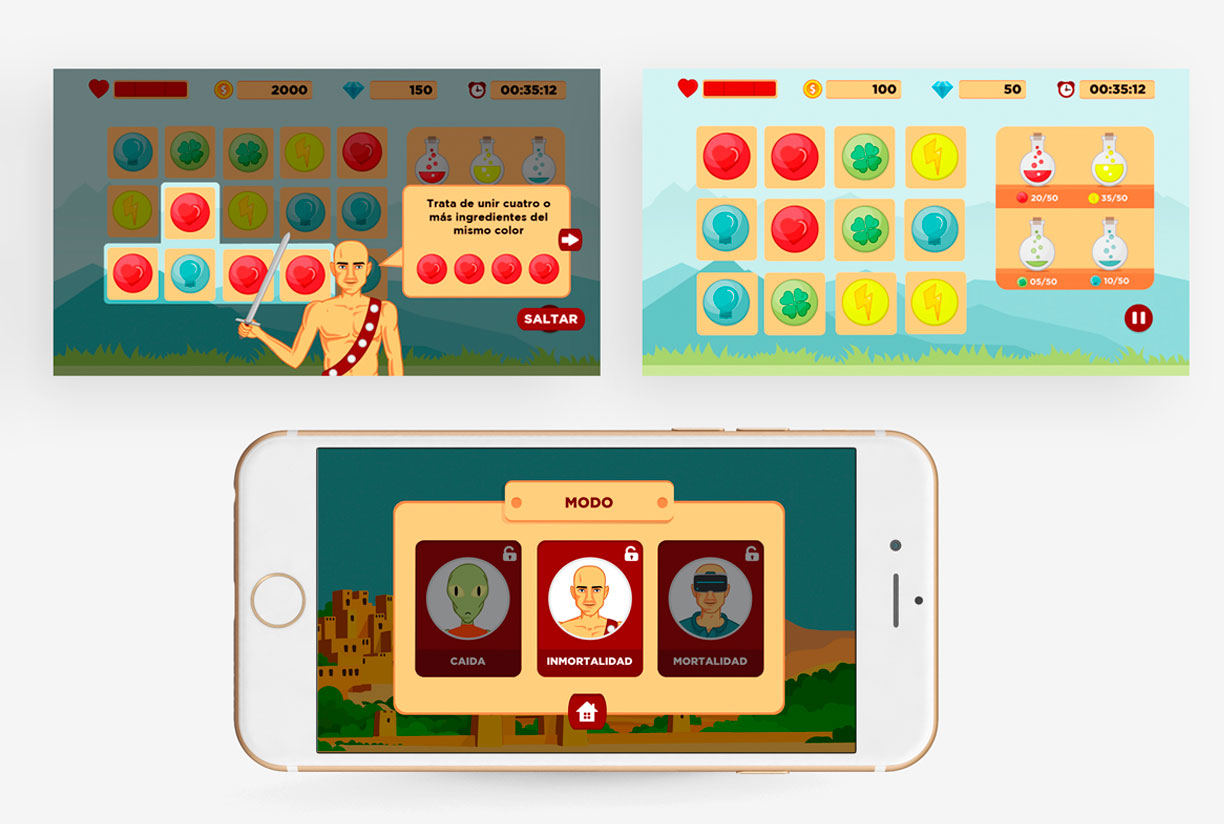 2000
150
00:35:12
Trata de unir cuatro o
más ingredientes del
mismo color
SALTAR
$
100
50
00:35:12
20/50
35/50
05/50
10/50
MODO
CAIDA
INMORTALIDAD
MORTALIDAD